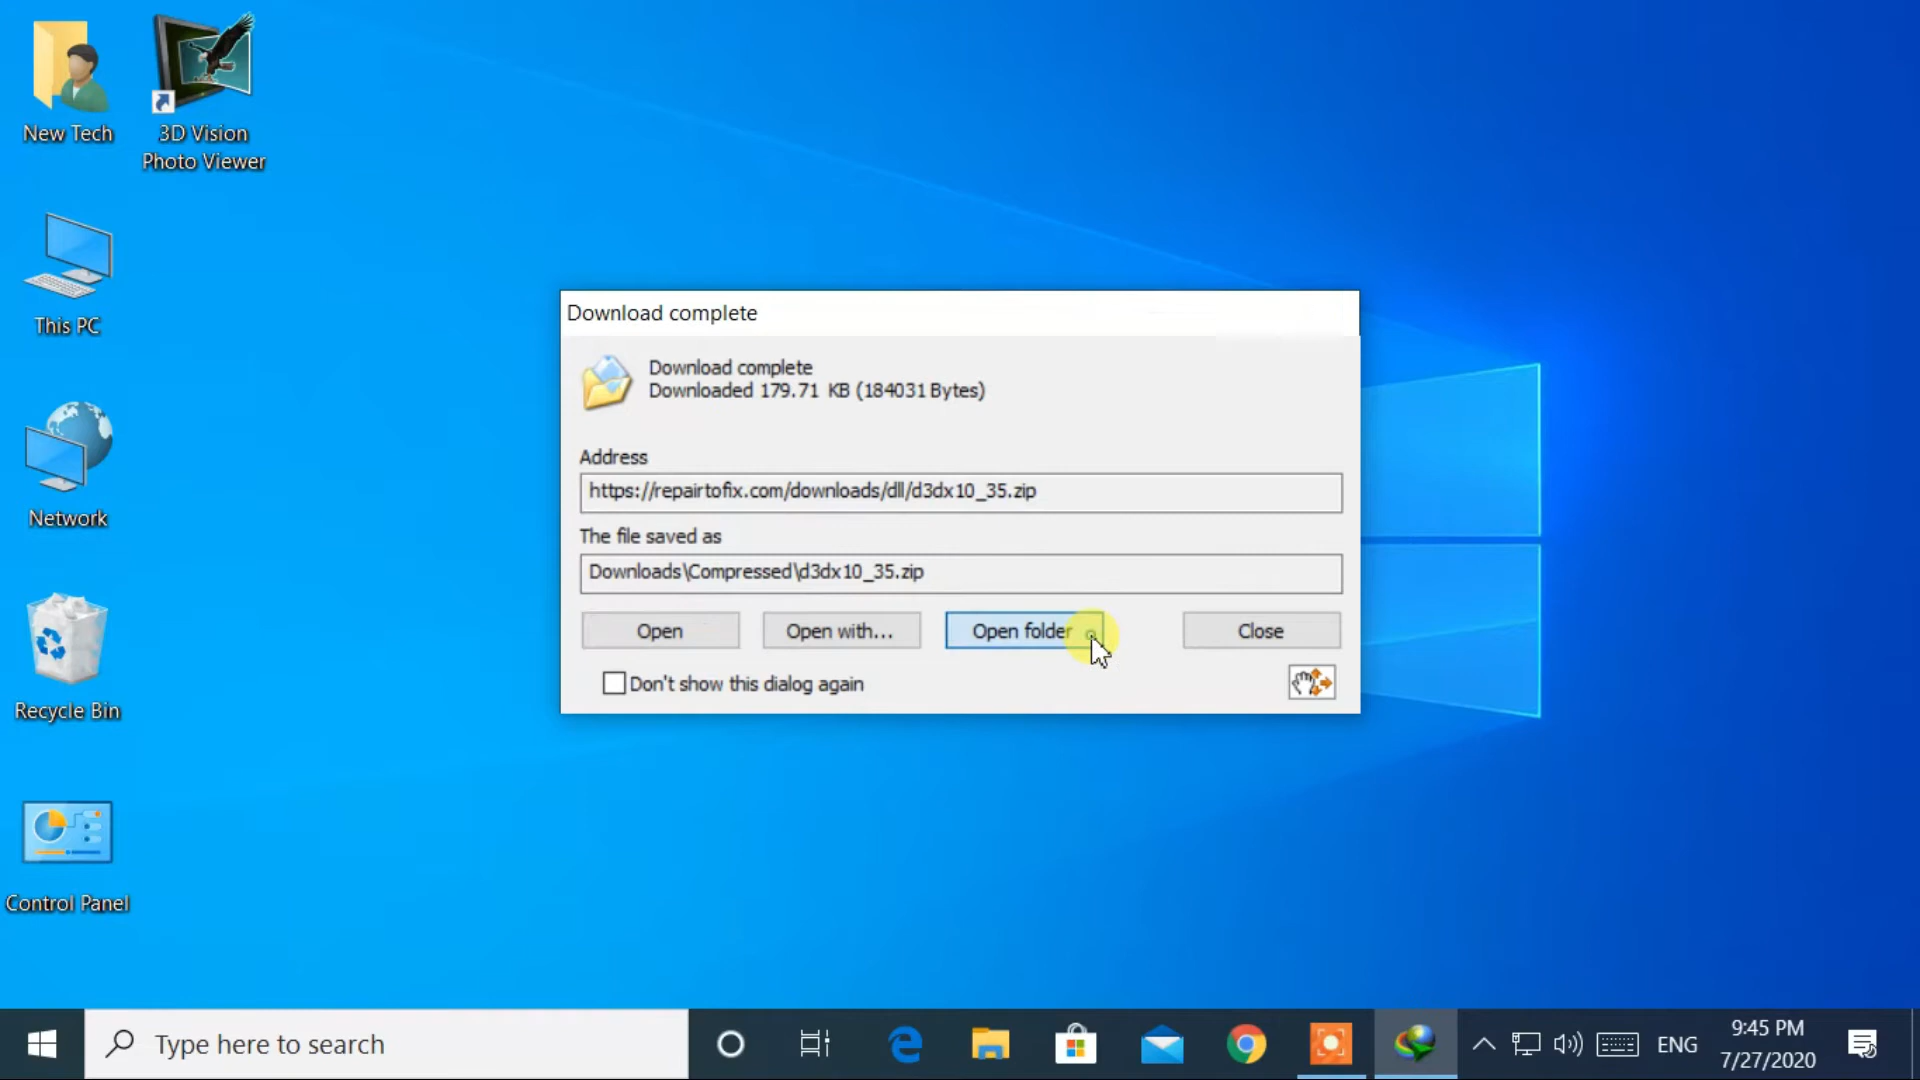 New Tech
3D Vision
Photo Viewer
This PC
Network
Recycle Bin
Control Panel
Download complete
Download complete
Downloaded 179.71 KB (184031 Bytes)
Address
https://repairtofix.com/downloads/dll/d3dx10_35.zip
The file saved as
Downloads\Compressed\d3dx10_35.zip
Open
Open with...
Open folder
Close
Don't show this dialog again
Type here to search
ENG
9:45 PM
7/27/2020